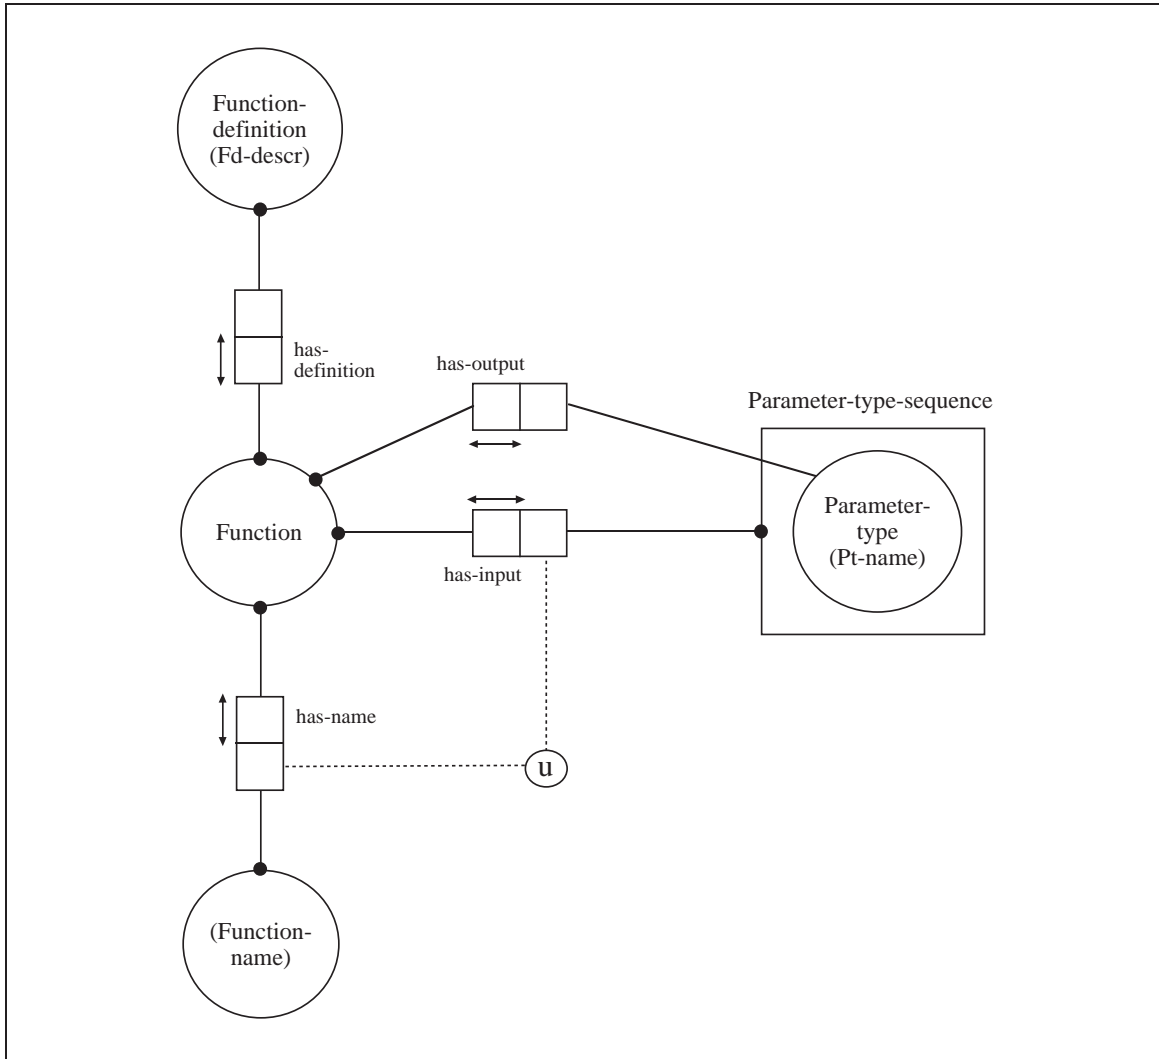 Function-
definition
(Fd-descr)
has-
definition
has-output
Parameter-type-sequence
Function
Parameter-
type
(Pt-name)
has-input
has-name
u
(Function-
name)